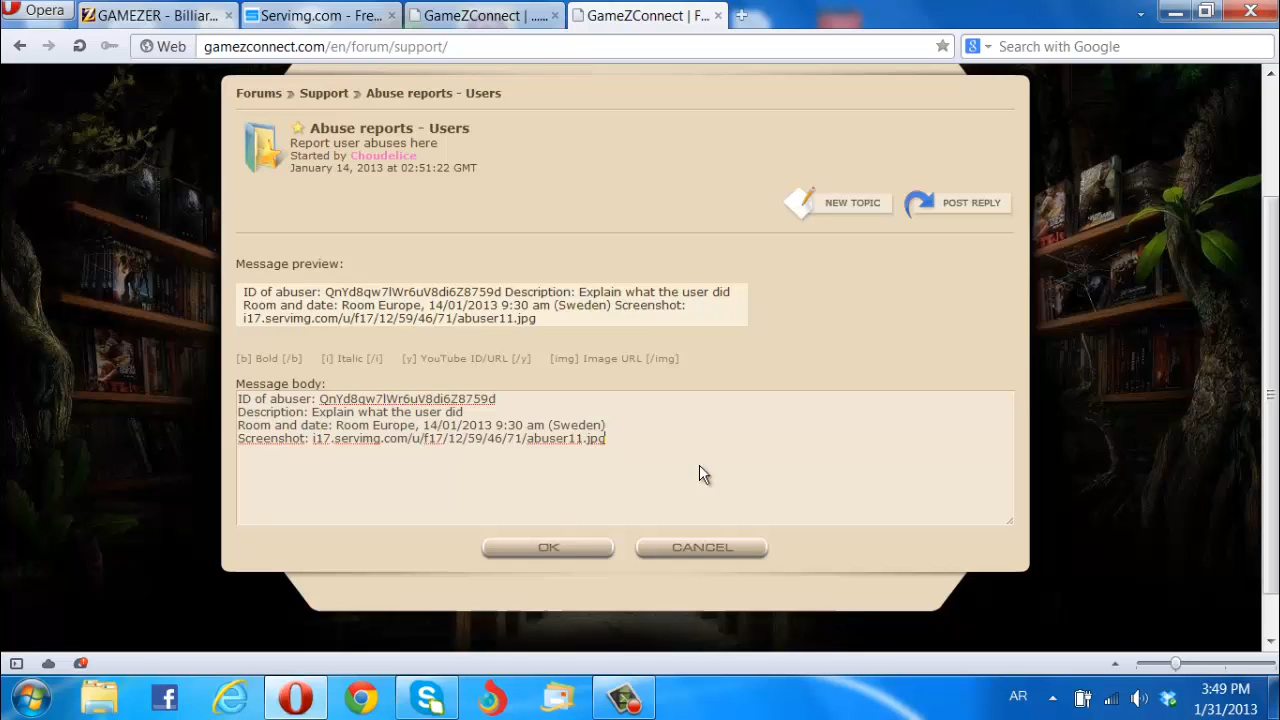 Opera
GAMEZER - Billiar...
Servimg.com - Fre...
GameZConnect | ......
GameZConnect | F...
Web
gamezconnect.com/en/forum/support/
Search with Google
Forums » Support » Abuse reports - Users
Abuse reports - Users
Report user abuses here
Started by Choudelice
January 14, 2013 at 02:51:22 GMT
NEW TOPIC
POST REPLY
Message preview:
ID of abuser: QnYd8qw7lWr6uV8di6Z8759d Description: Explain what the user did
Room and date: Room Europe, 14/01/2013 9:30 am (Sweden) Screenshot:
i17.servimg.com/u/f17/12/59/46/71/abuser11.jpg
[b] Bold [/b] [i] Italic [/i] [y] YouTube ID/URL [/y] [img] Image URL [/img]
Message body:
ID of abuser: QnYd8qw7lWr6uV8di6Z8759d
Description: Explain what the user did
Room and date: Room Europe, 14/01/2013 9:30 am (Sweden)
Screenshot: i17.servimg.com/u/f17/12/59/46/71/abuser11.jpg
OK
CANCEL
AR
3:49 PM
1/31/2013